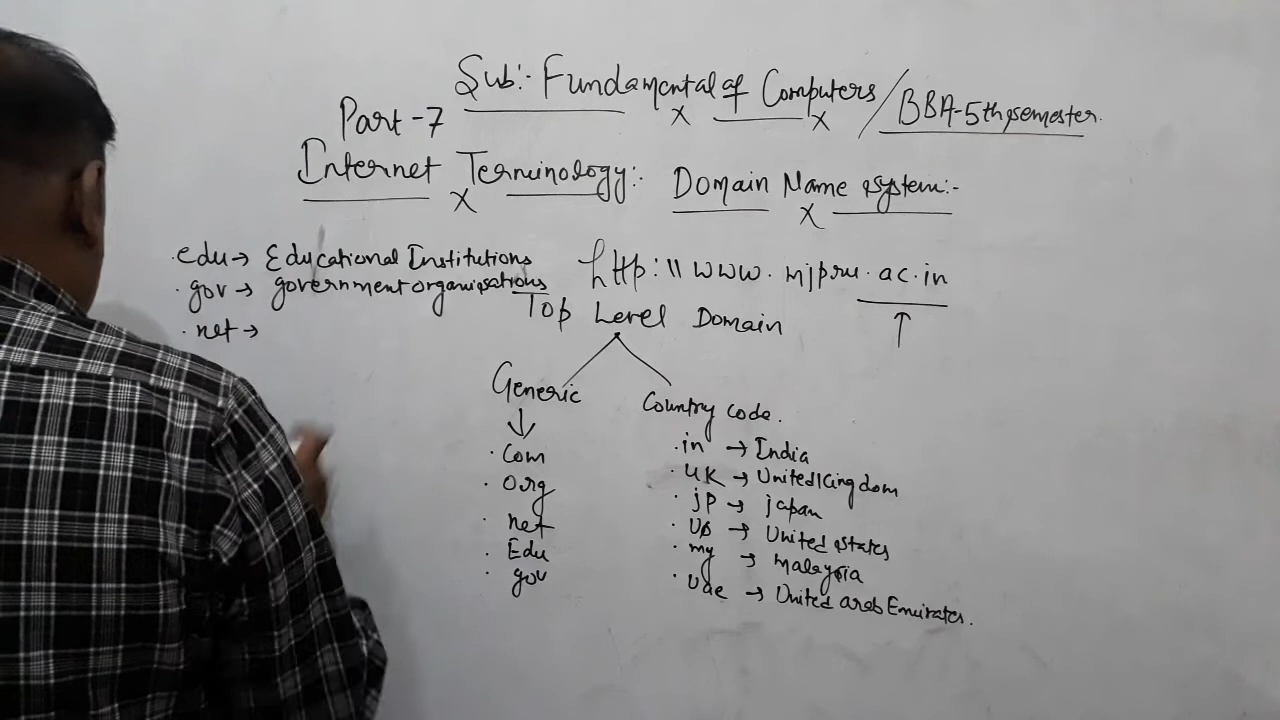 Sub:- Fundamental of Computers / BBA-5th semester.
Part-7
Internet Terminology:- Domain Name System:-
.edu → Educational Institutions
.gov → government organisations
.net →
http:\\www.mjpru.ac.in
Top Level Domain
Generic
.Com
.Org
.net
.Edu
.gov
Country code.
.in → India
.UK → United Kingdom
.jp → japan
.US → United States
.my → malaysia
.uae → United arab Emirates.